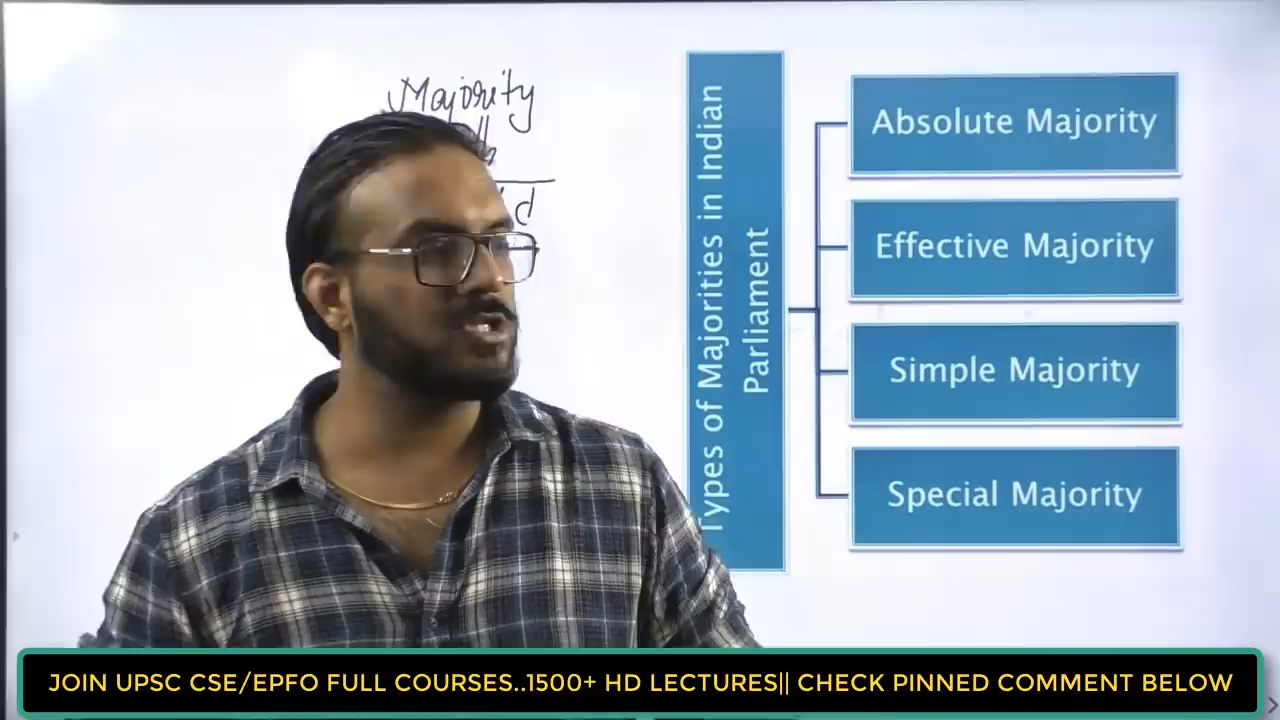 Majority
Types of Majorities in Indian
Parliament
Absolute Majority
Effective Majority
Simple Majority
Special Majority
JOIN UPSC CSE/EPFO FULL COURSES..1500+ HD LECTURES|| CHECK PINNED COMMENT BELOW